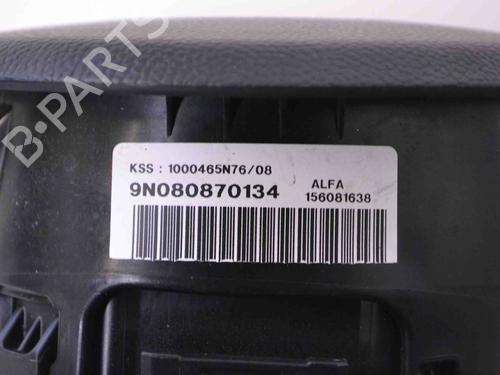 B-PARTS
KSS : 1000465N76/08
9N080870134
ALFA
156081638